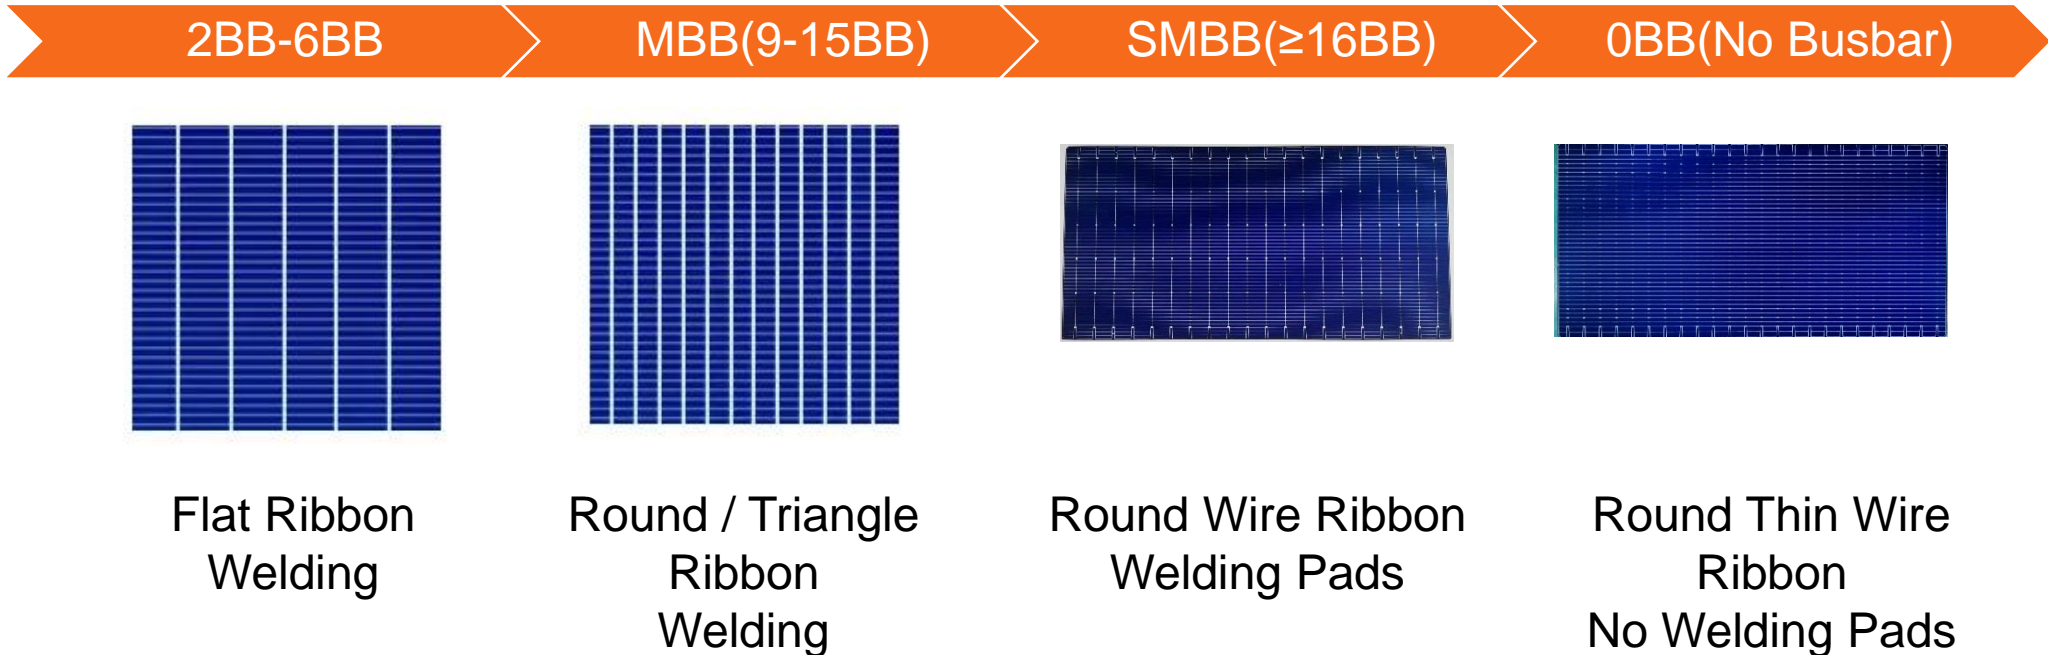 2BB-6BB
MBB(9-15BB)
SMBB(≥16BB)
0BB(No Busbar)
Flat Ribbon
Welding
Round / Triangle
Ribbon
Welding
Round Wire Ribbon
Welding Pads
Round Thin Wire
Ribbon
No Welding Pads